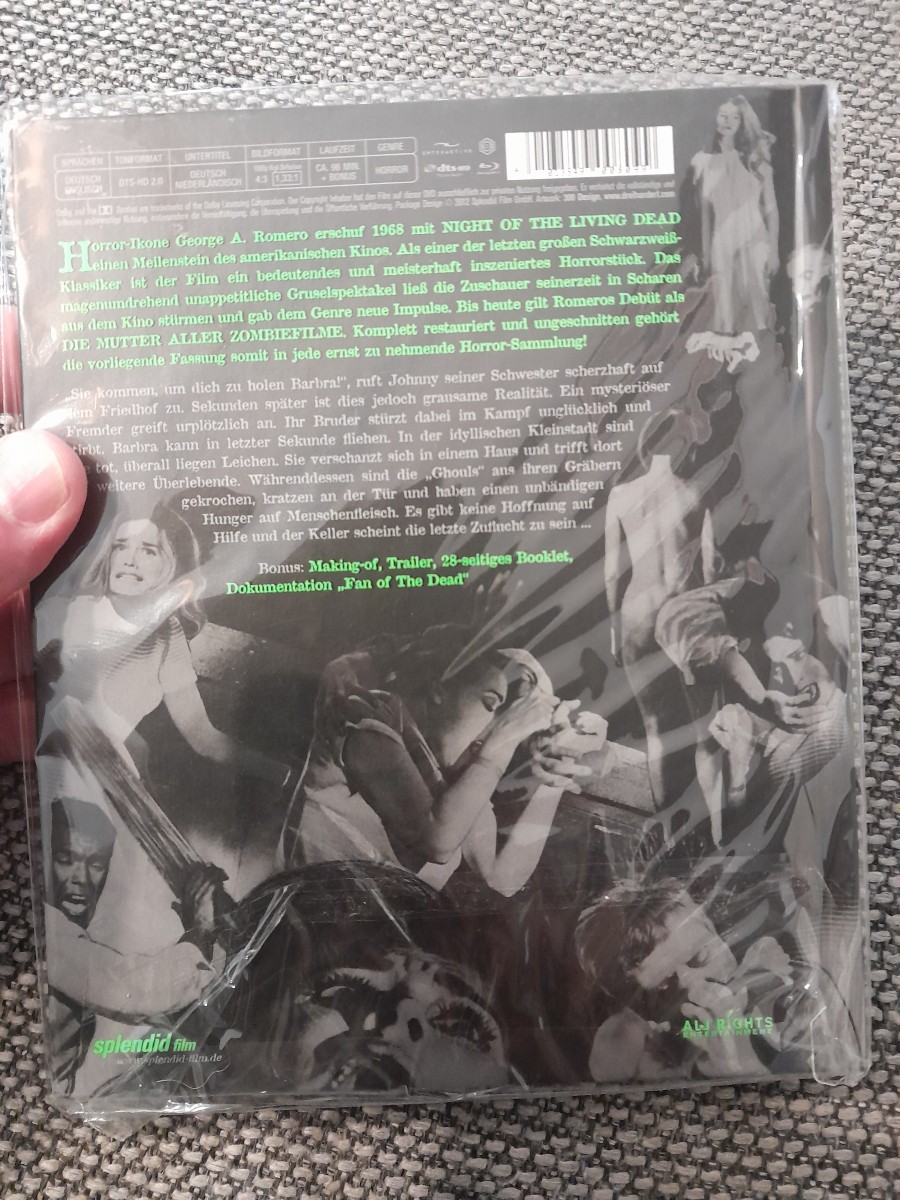 SPRACHEN TONFORMAT UNTERTITEL BILDFORMAT LAUFZEIT GENRE
DEUTSCH ENGLISCH DTS-HD 2.0 DEUTSCH NIEDERLÄNDISCH 4:3 1,33:1 CA. 96 MIN. + BONUS HORROR
INTERACTIVE
dts
Horror-Ikone George A. Romero erschuf 1968 mit NIGHT OF THE LIVING DEAD
einen Meilenstein des amerikanischen Kinos. Als einer der letzten großen Schwarzweiß-
Klassiker ist der Film ein bedeutendes und meisterhaft inszeniertes Horrorstück. Das
magenumdrehend unappetitliche Gruselspektakel ließ die Zuschauer seinerzeit in Scharen
aus dem Kino stürmen und gab dem Genre neue Impulse. Bis heute gilt Romeros Debüt als
DIE MUTTER ALLER ZOMBIEFILME. Komplett restauriert und ungeschnitten gehört
die vorliegende Fassung somit in jede ernst zu nehmende Horror-Sammlung!
„Sie kommen, um dich zu holen Barbra!", ruft Johnny seiner Schwester scherzhaft auf
dem Friedhof zu. Sekunden später ist dies jedoch grausame Realität. Ein mysteriöser
Fremder greift urplötzlich an. Ihr Bruder stürzt dabei im Kampf unglücklich und
stirbt. Barbra kann in letzter Sekunde fliehen. In der idyllischen Kleinstadt sind
tot, überall liegen Leichen. Sie verschanzt sich in einem Haus und trifft dort
weitere Überlebende. Währenddessen sind die „Ghouls" aus ihren Gräbern
gekrochen, kratzen an der Tür und haben einen unbändigen
Hunger auf Menschenfleisch. Es gibt keine Hoffnung auf
Hilfe und der Keller scheint die letzte Zuflucht zu sein ...
Bonus: Making-of, Trailer, 28-seitiges Booklet,
Dokumentation „Fan of The Dead"
splendid film
www.splendid-film.de
ALL RIGHTS
ENTERTAINMENT